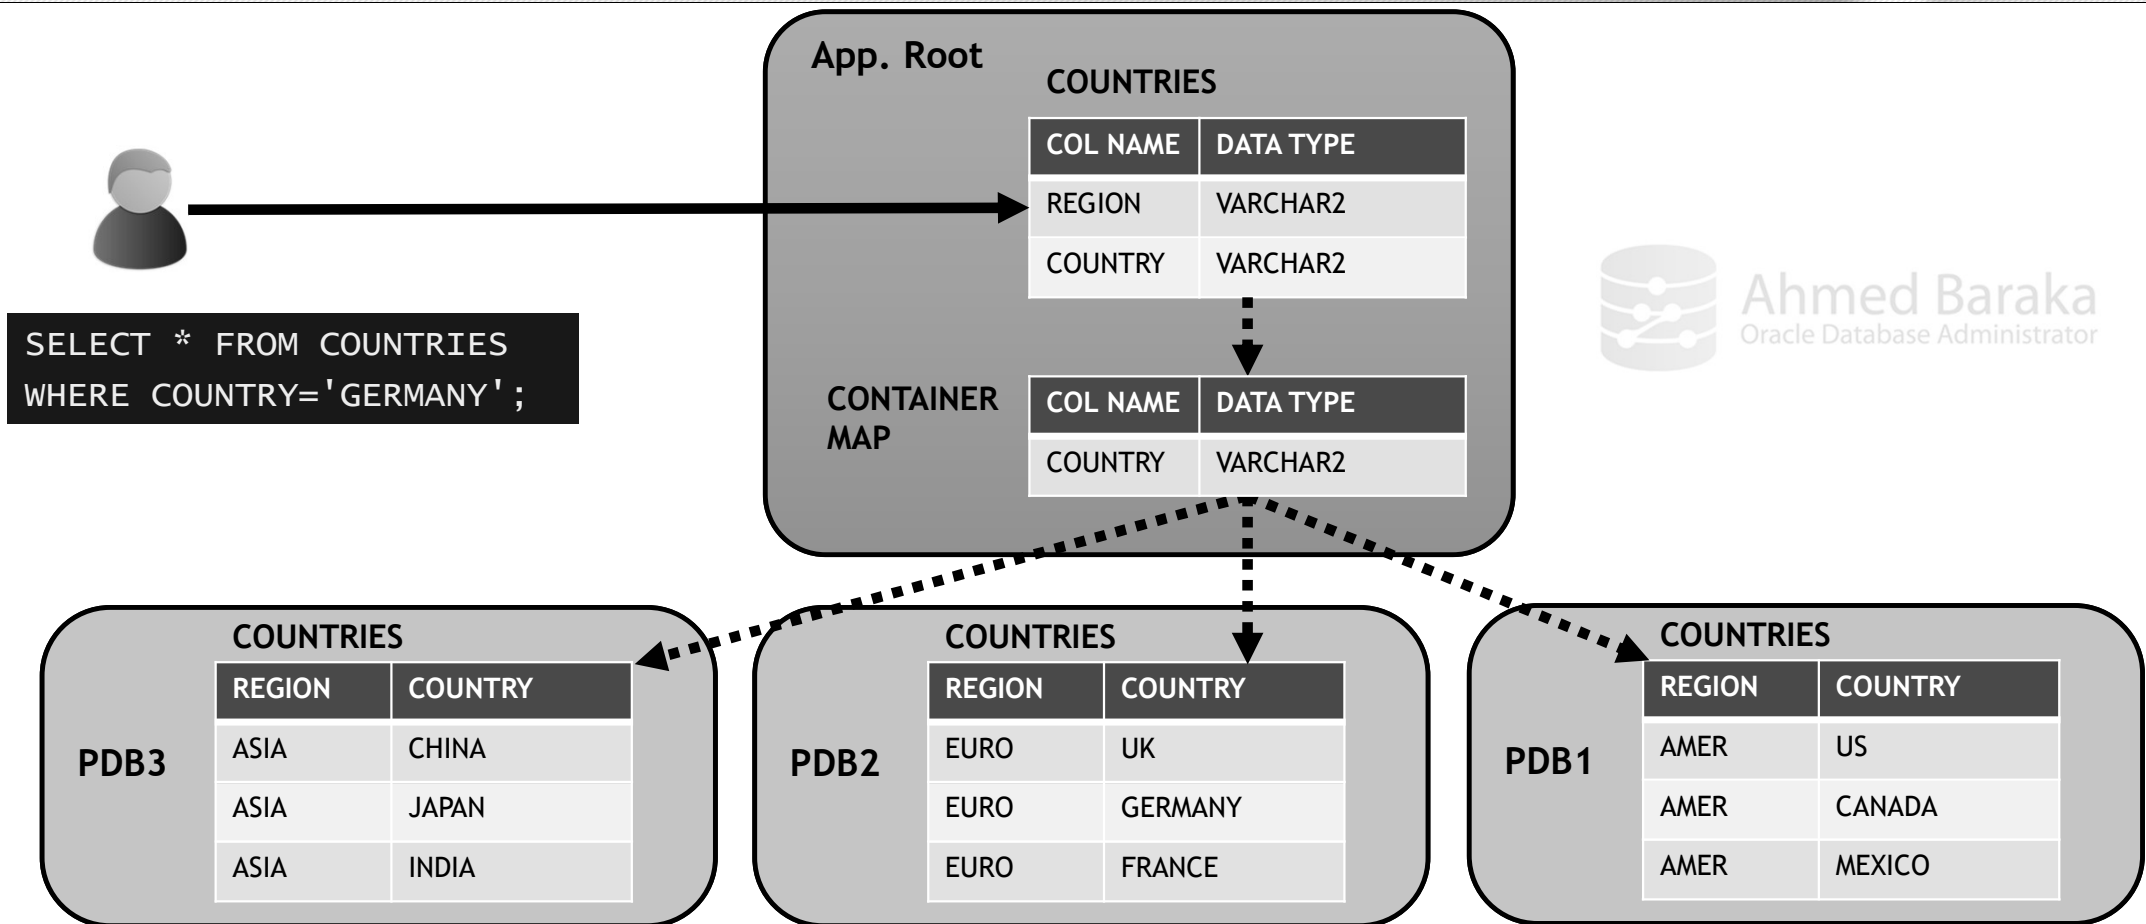 App. Root
COUNTRIES
COL NAME DATA TYPE
REGION VARCHAR2
COUNTRY VARCHAR2
SELECT * FROM COUNTRIES
WHERE COUNTRY='GERMANY';
Ahmed Baraka
Oracle Database Administrator
CONTAINER
MAP
COL NAME DATA TYPE
COUNTRY VARCHAR2
PDB3
COUNTRIES
REGION COUNTRY
ASIA CHINA
ASIA JAPAN
ASIA INDIA
PDB2
COUNTRIES
REGION COUNTRY
EURO UK
EURO GERMANY
EURO FRANCE
PDB1
COUNTRIES
REGION COUNTRY
AMER US
AMER CANADA
AMER MEXICO